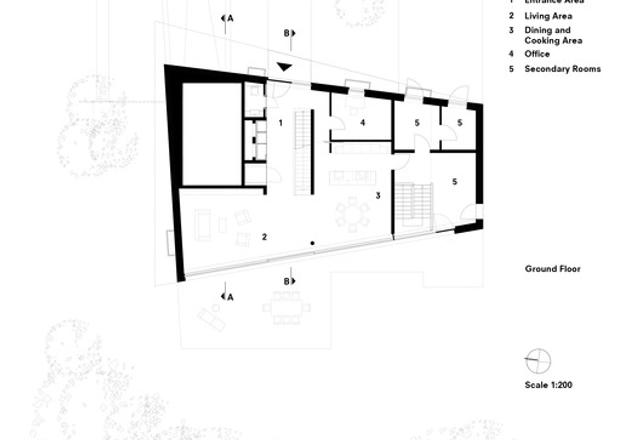 A
B
1
4
5
5
5
3
2
B
A
1 Entrance Area
2 Living Area
3 Dining and
Cooking Area
4 Office
5 Secondary Rooms
Ground Floor
Scale 1:200